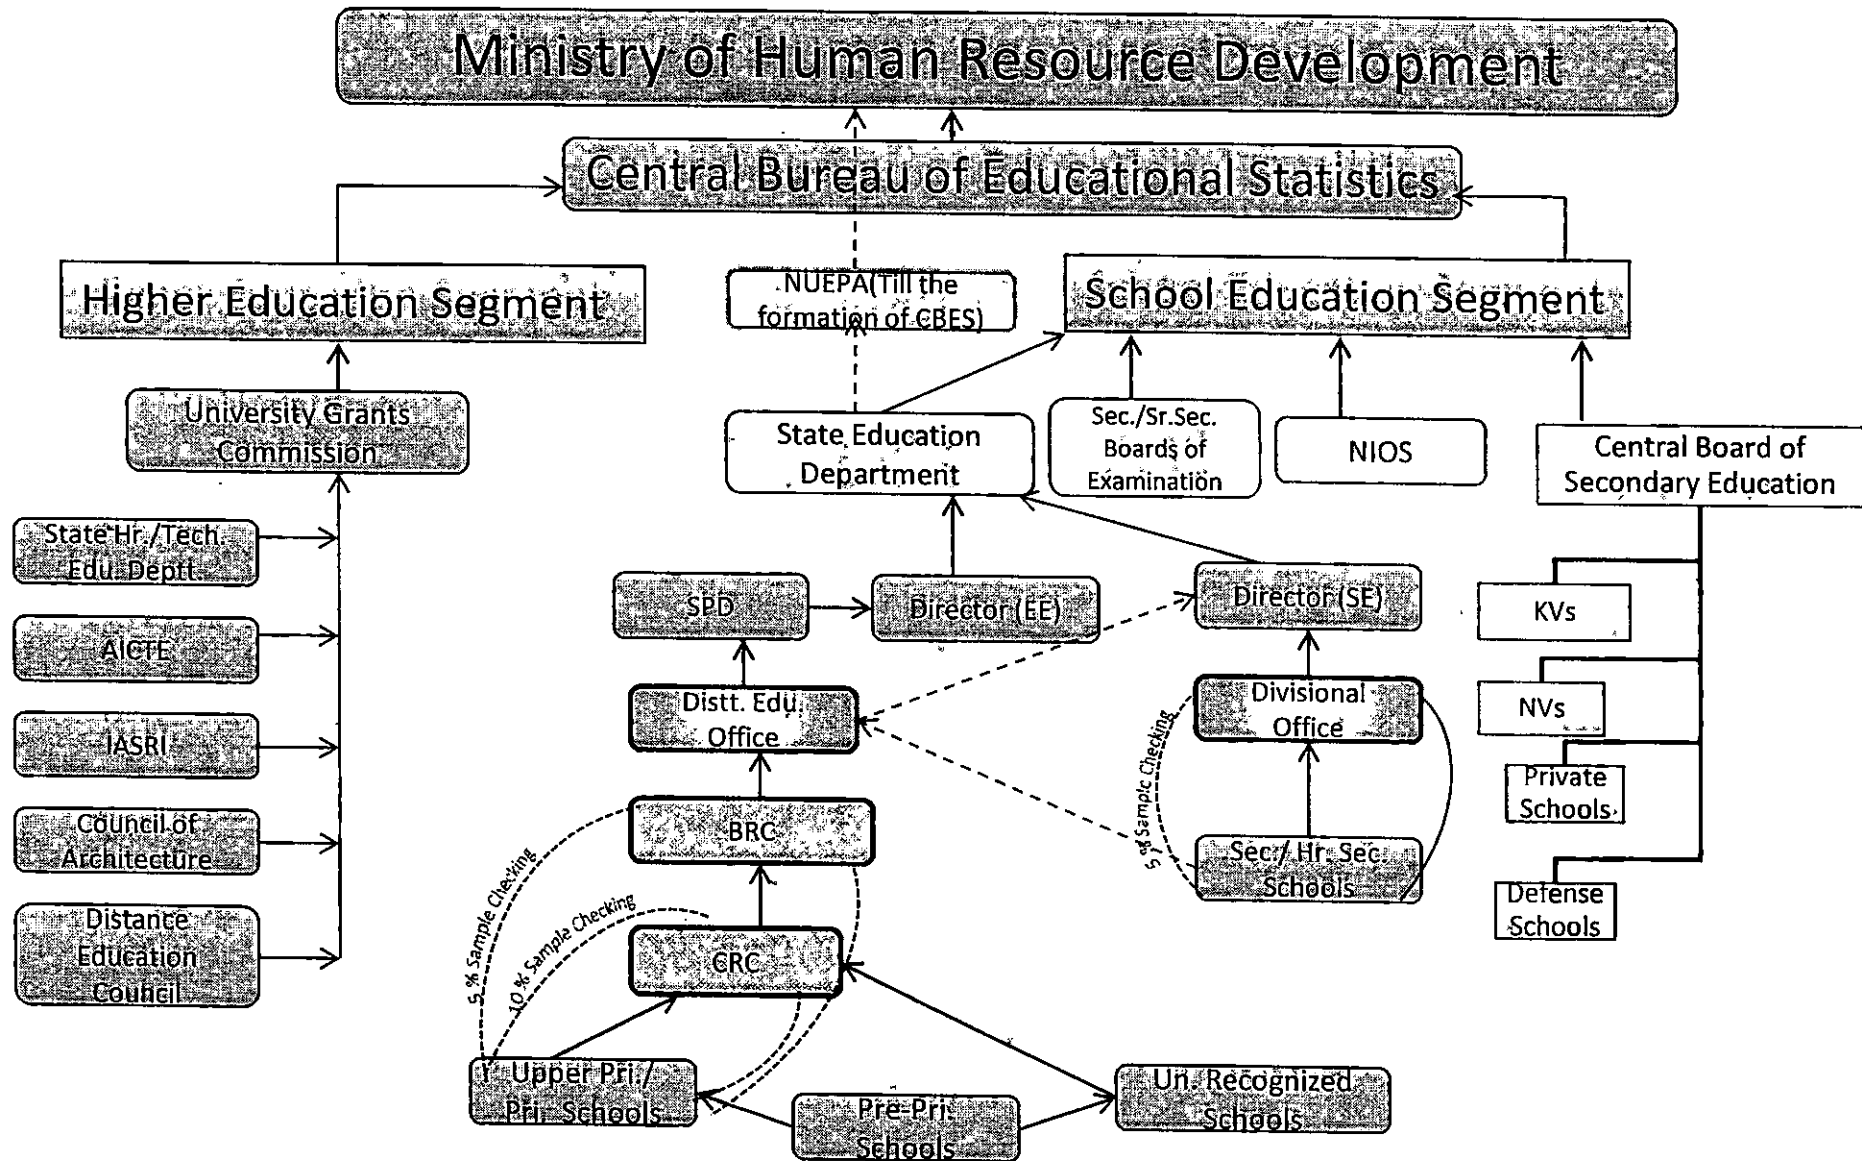 Ministry of Human Resource Development
Central Bureau of Educational Statistics
Higher Education Segment
NUEPA(Till the
formation of CBES)
School Education Segment
University Grants
Commission
State Education
Department
Sec./Sr.Sec.
Boards of
Examination
NIOS
Central Board of
Secondary Education
State Hr./Tech.
Edu. Deptt.
AICTE
IASRI
Council of
Architecture
Distance
Education
Council
SPD
Director (EE)
Director (SE)
KVs
NVs
Private
Schools
Defense
Schools
Distt. Edu.
Office
Divisional
Office
5 % Sample Checking
BRC
Sec./ Hr. Sec.
Schools
5 % Sample Checking
10 % Sample Checking
CRC
Upper Pri./
Pri. Schools
Pre-Pri.
Schools
Un. Recognized
Schools